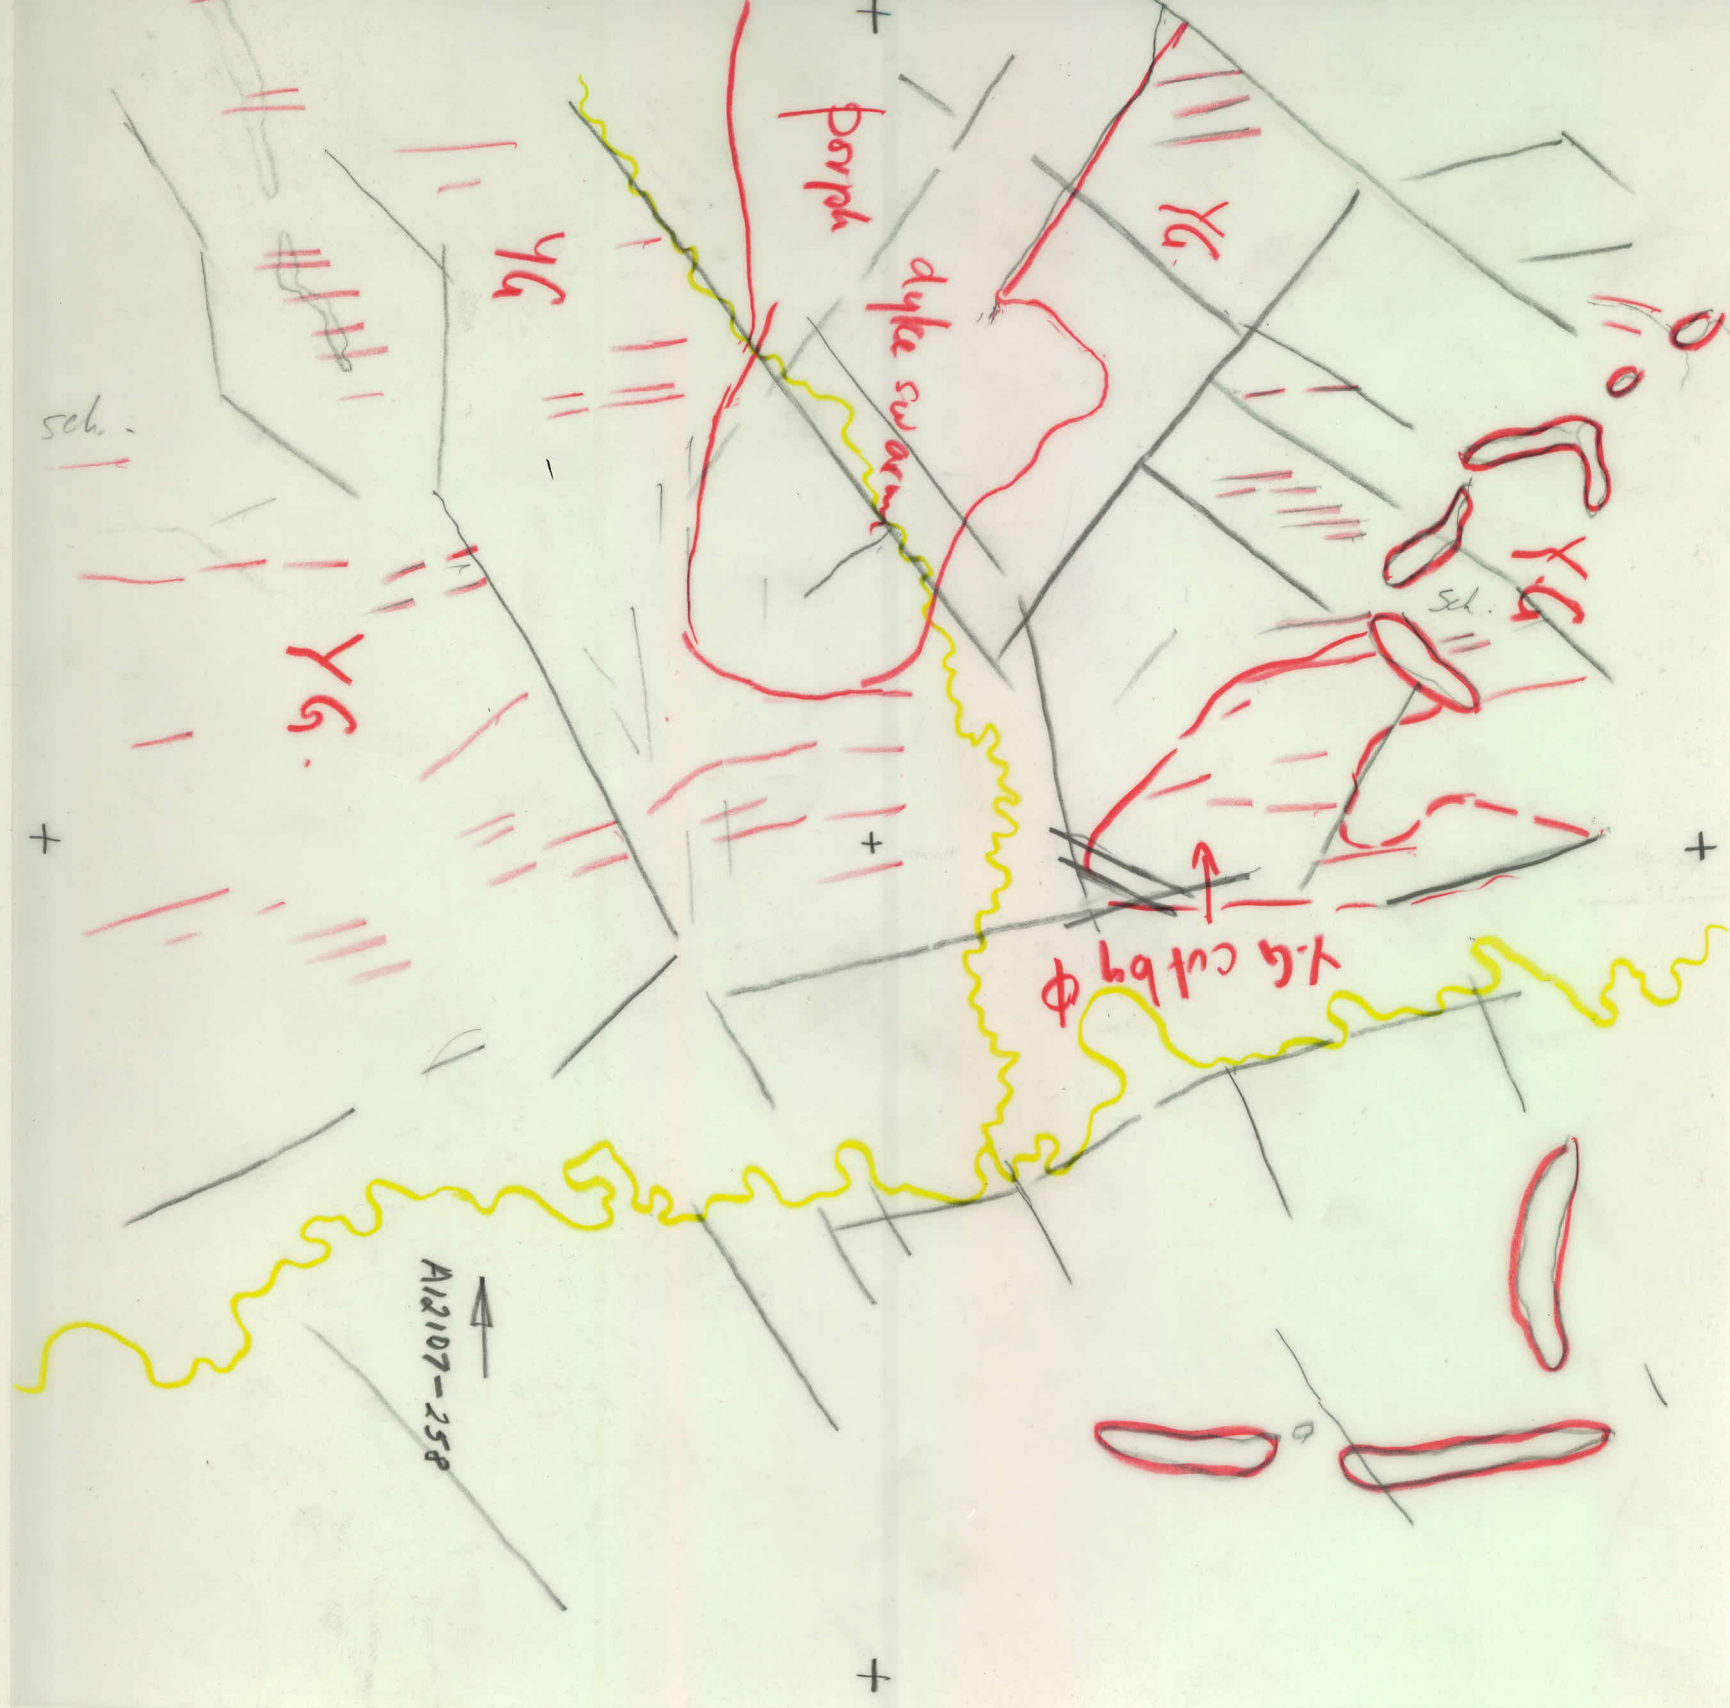 porph
dyke swarm
YG.
YG
sch.
Y.G
Sch.
YG.
Y-G cut by
φ
A12107-258